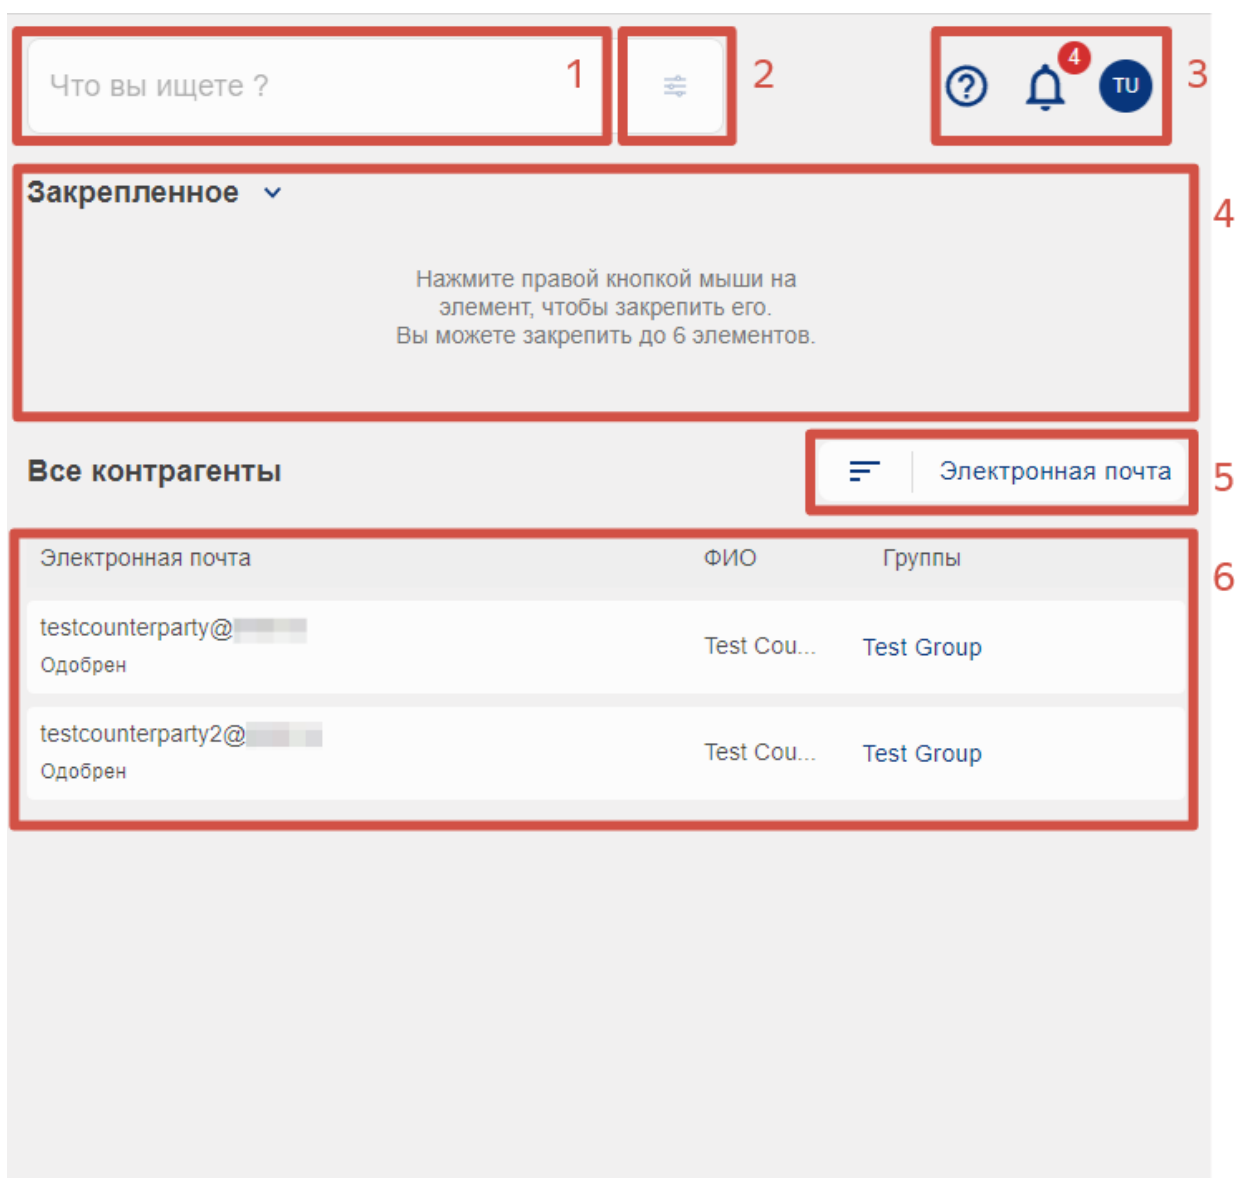 Что вы ищете ?
1
2
4
TU
3
Закрепленное
4
Нажмите правой кнопкой мыши на
элемент, чтобы закрепить его.
Вы можете закрепить до 6 элементов.
Все контрагенты
Электронная почта
5
Электронная почта ФИО Группы
6
testcounterparty@
Одобрен
Test Cou... Test Group
testcounterparty2@
Одобрен
Test Cou... Test Group